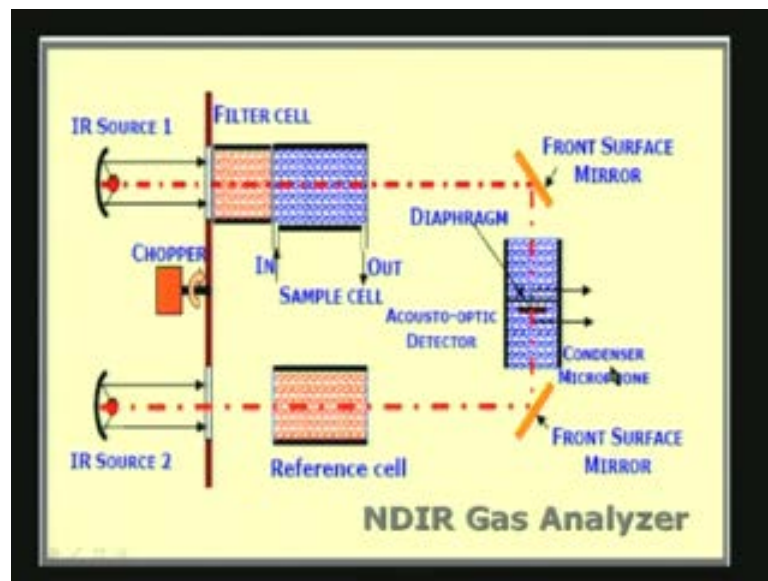 IR SOURCE 1
FILTER CELL
FRONT SURFACE
MIRROR
DIAPHRAGM
CHOPPER
IN
OUT
SAMPLE CELL
ACOUSTO-OPTIC
DETECTOR
CONDENSER
MICROPHONE
IR SOURCE 2
Reference cell
FRONT SURFACE
MIRROR
NDIR Gas Analyzer